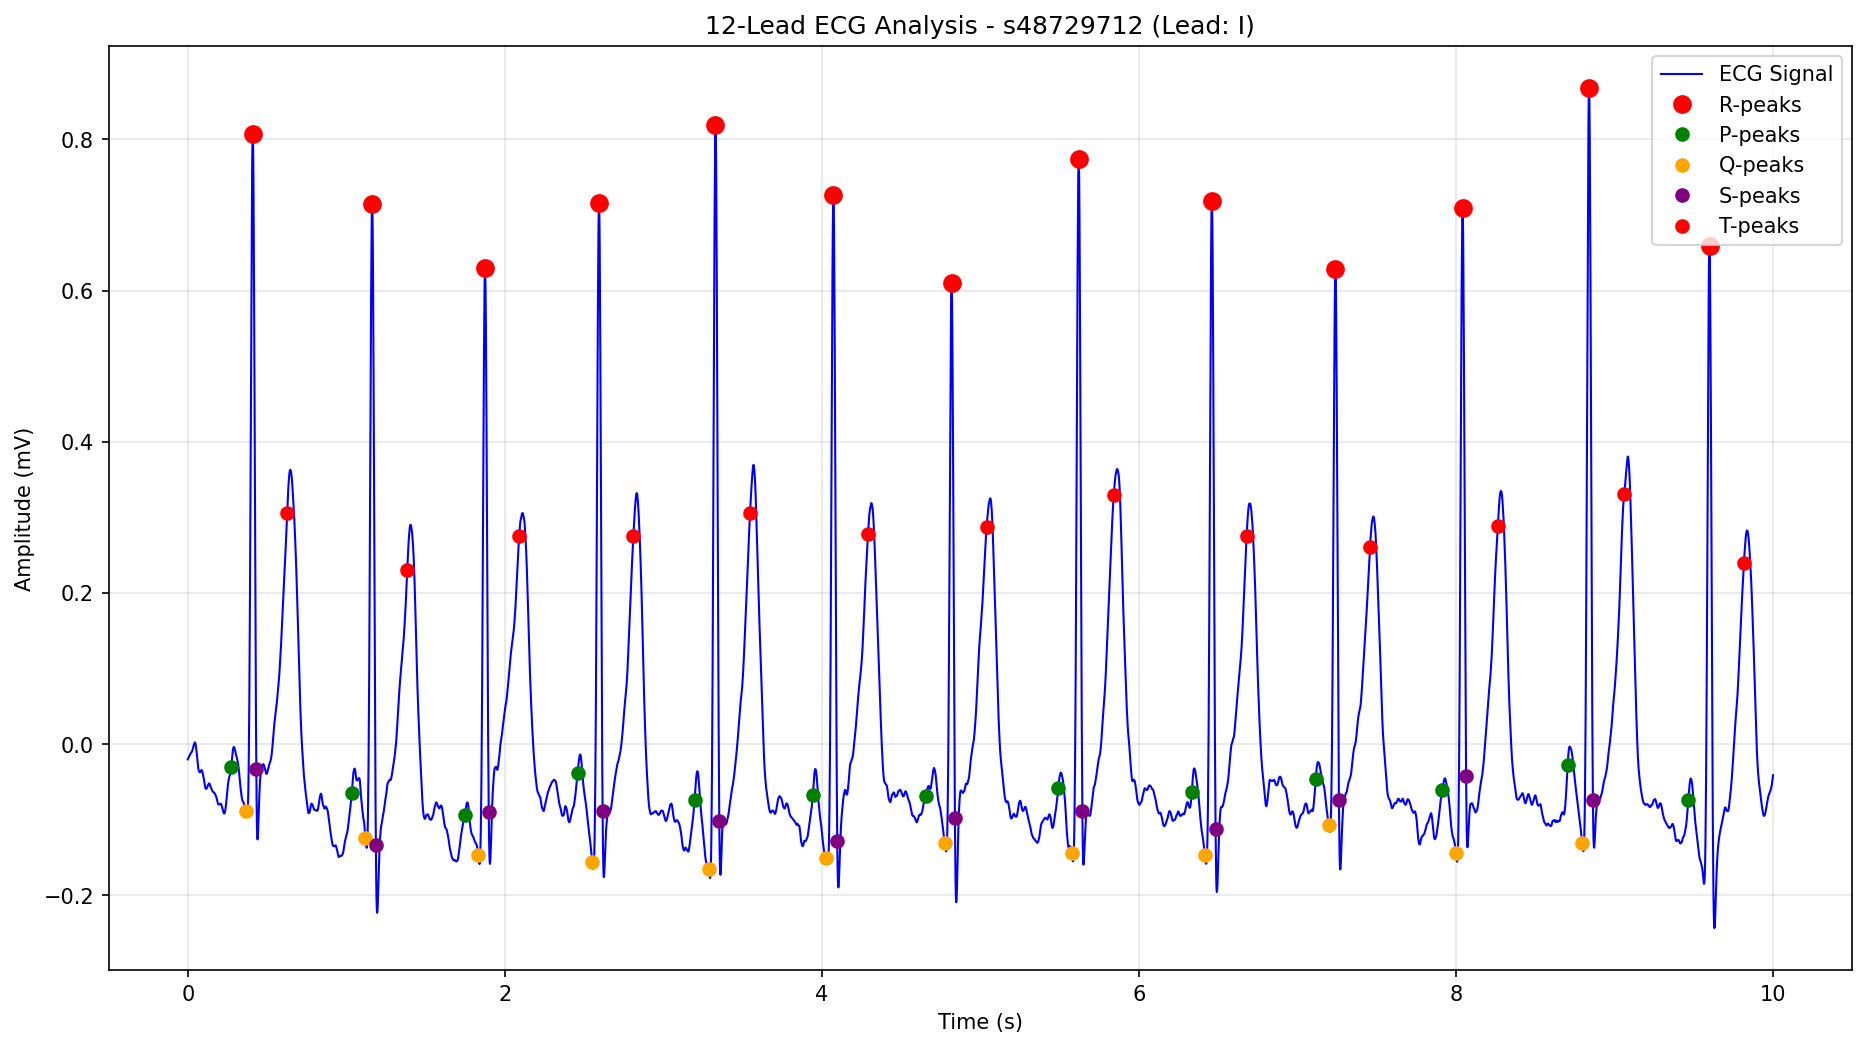 12-Lead ECG Analysis - s48729712 (Lead: I)
ECG Signal
R-peaks
P-peaks
Q-peaks
S-peaks
T-peaks
Amplitude (mV)
0.8
0.6
0.4
0.2
0.0
−0.2
0 2 4 6 8 10
Time (s)